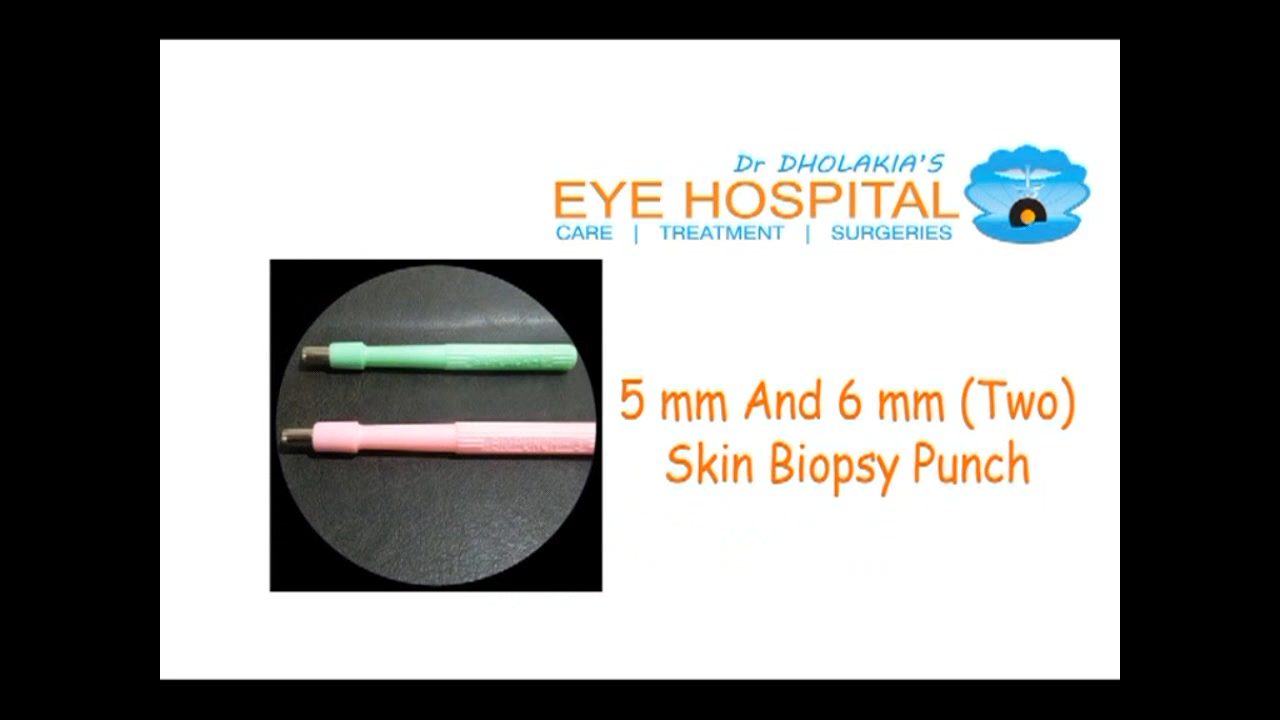 Dr DHOLAKIA'S
EYE HOSPITAL
CARE | TREATMENT | SURGERIES
5 mm And 6 mm (Two)
Skin Biopsy Punch